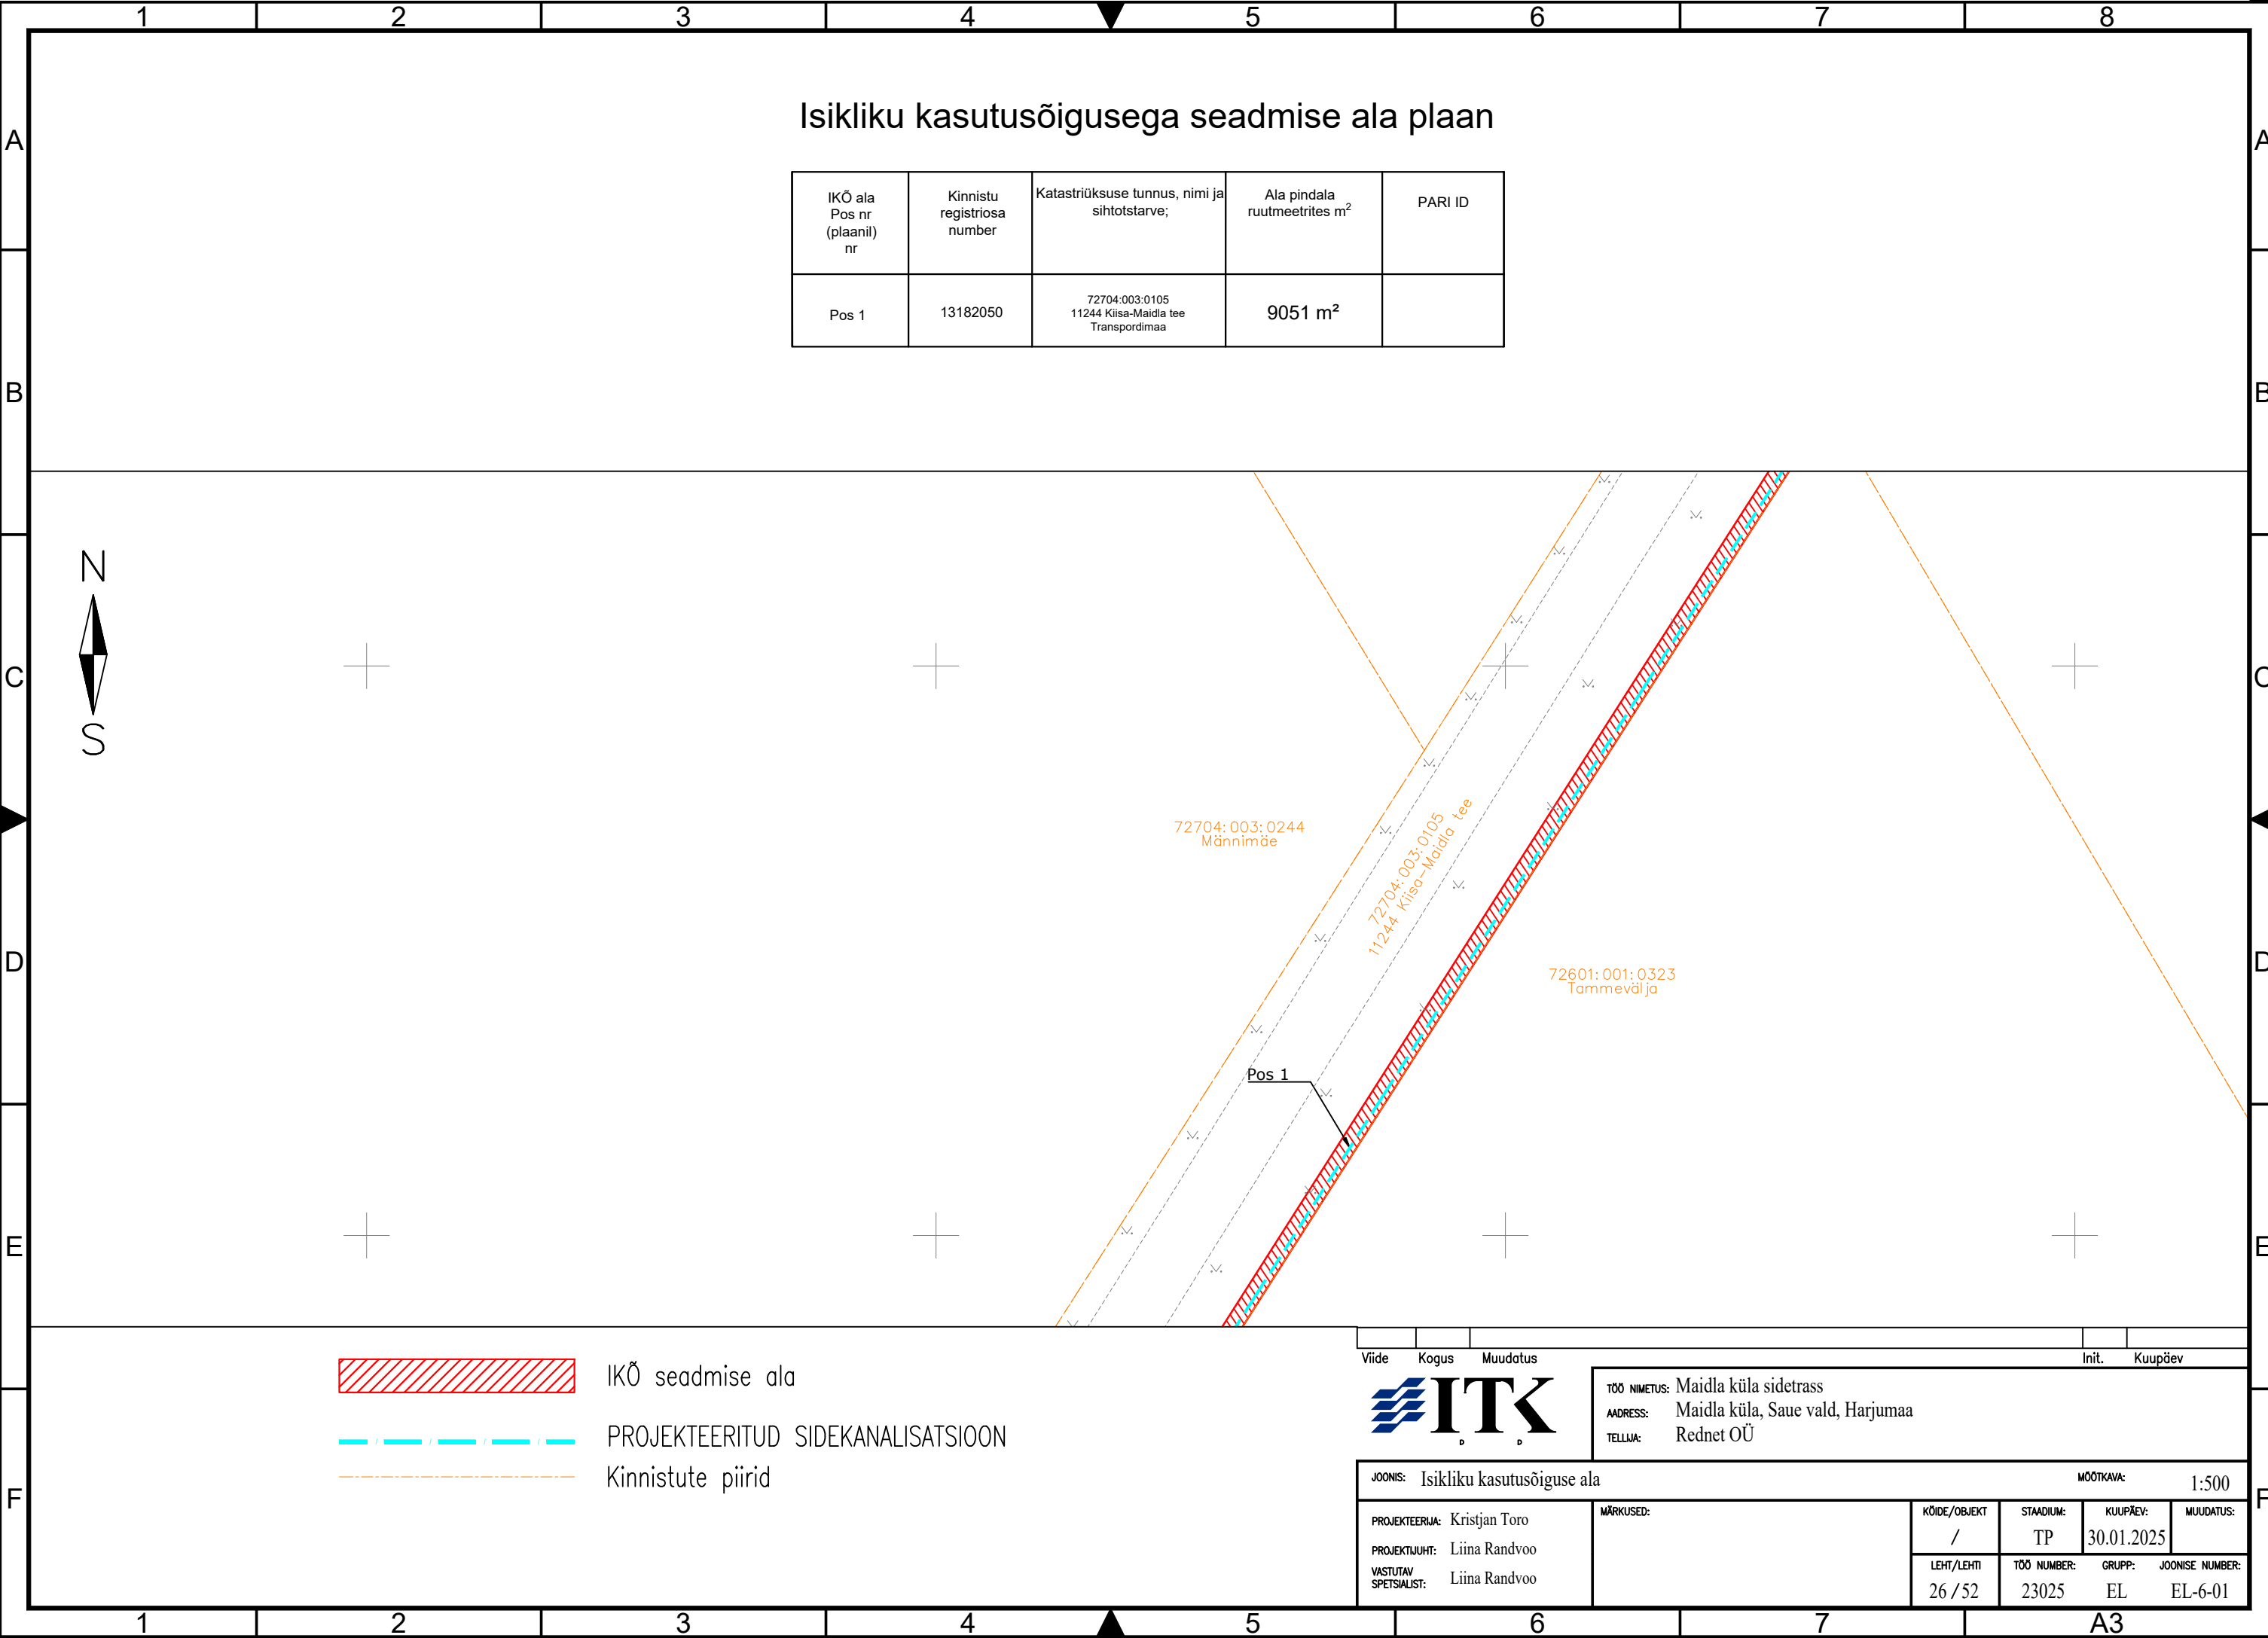 1 2 3 4 5 6 7 8
A A
B B
C C
D D
E E
F F
Isikliku kasutusõigusega seadmise ala plaan
IKÕ ala
Pos nr
(plaanil)
nr
Kinnistu
registriosa
number
Katastriüksuse tunnus, nimi ja
sihtotstarve;
Ala pindala
ruutmeetrites m²
PARI ID
Pos 1
13182050
72704:003:0105
11244 Kiisa-Maidla tee
Transpordimaa
9051 m²
N
S
72704:003:0244
Männimäe
72704:003:0105
11244 Kiisa-Maidla tee
72601:001:0323
Tammevälja
Pos 1
IKÕ seadmise ala
PROJEKTEERITUD SIDEKANALISATSIOON
Kinnistute piirid
Viide Kogus Muudatus Init. Kuupäev
ITK
D D
TÖÖ NIMETUS: Maidla küla sidetrass
AADRESS: Maidla küla, Saue vald, Harjumaa
TELLIJA: Rednet OÜ
JOONIS: Isikliku kasutusõiguse ala
MÕÕTKAVA: 1:500
PROJEKTEERIJA: Kristjan Toro
PROJEKTIJUHT: Liina Randvoo
VASTUTAV
SPETSIALIST: Liina Randvoo
MÄRKUSED:
KÖIDE/OBJEKT STAADIUM: KUUPÄEV: MUUDATUS:
/ TP 30.01.2025
LEHT/LEHTI TÖÖ NUMBER: GRUPP: JOONISE NUMBER:
26 / 52 23025 EL EL-6-01
1 2 3 4 5 6 7 A3